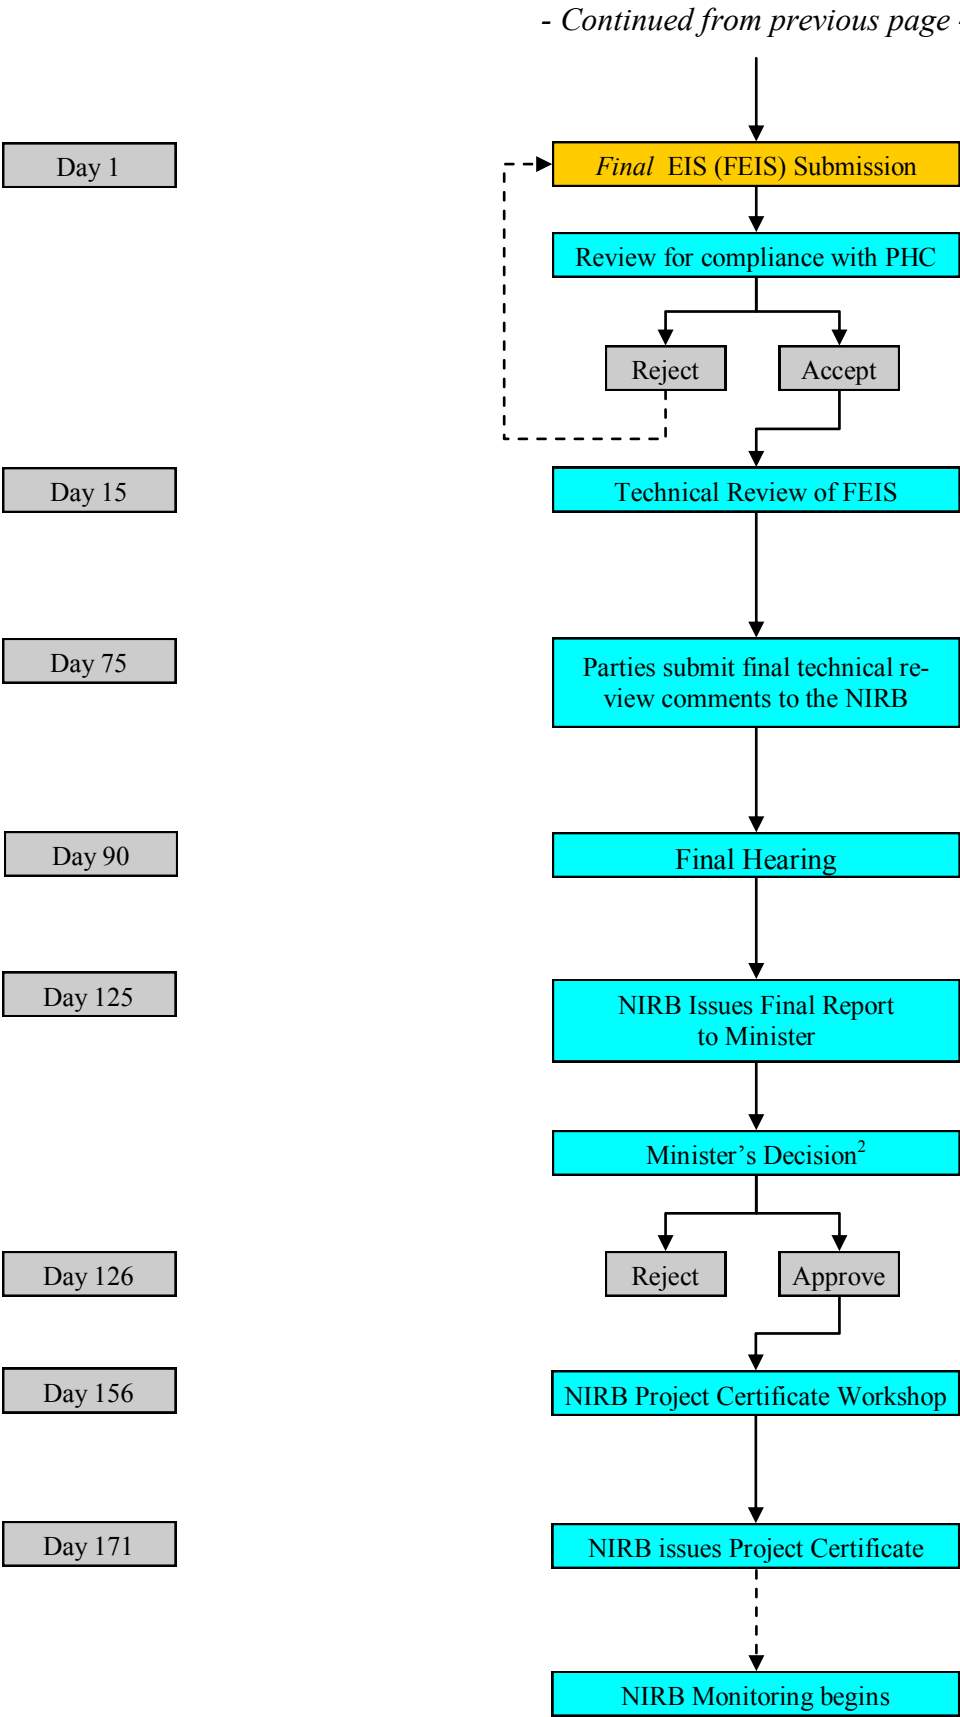 - Continued from previous page -
Day 1
Final EIS (FEIS) Submission
Review for compliance with PHC
Reject
Accept
Day 15
Technical Review of FEIS
Day 75
Parties submit final technical re-
view comments to the NIRB
Day 90
Final Hearing
Day 125
NIRB Issues Final Report
to Minister
Minister’s Decision²
Day 126
Reject
Approve
Day 156
NIRB Project Certificate Workshop
Day 171
NIRB issues Project Certificate
NIRB Monitoring begins